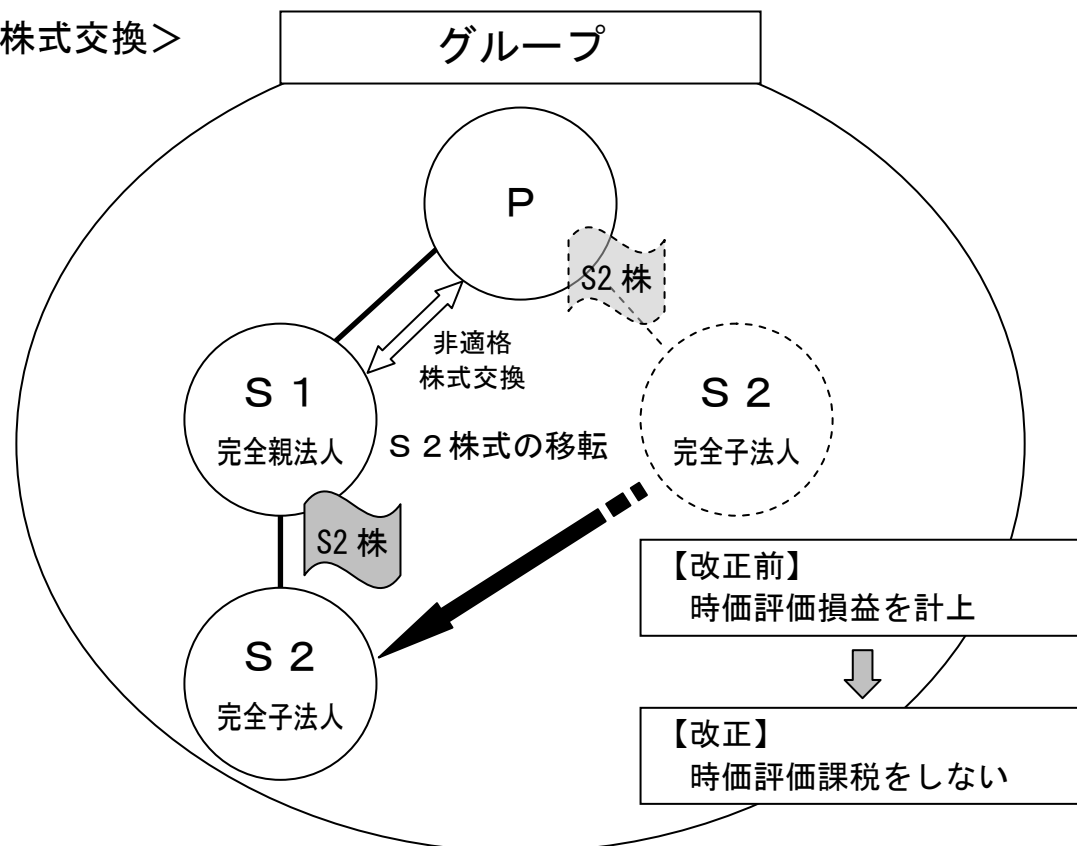 株式交換＞
グループ
Ｐ
S2 株
非適格
株式交換
Ｓ１
完全親法人
Ｓ２株式の移転
Ｓ２
完全子法人
S2 株
Ｓ２
完全子法人
【改正前】
時価評価損益を計上
【改正】
時価評価課税をしない